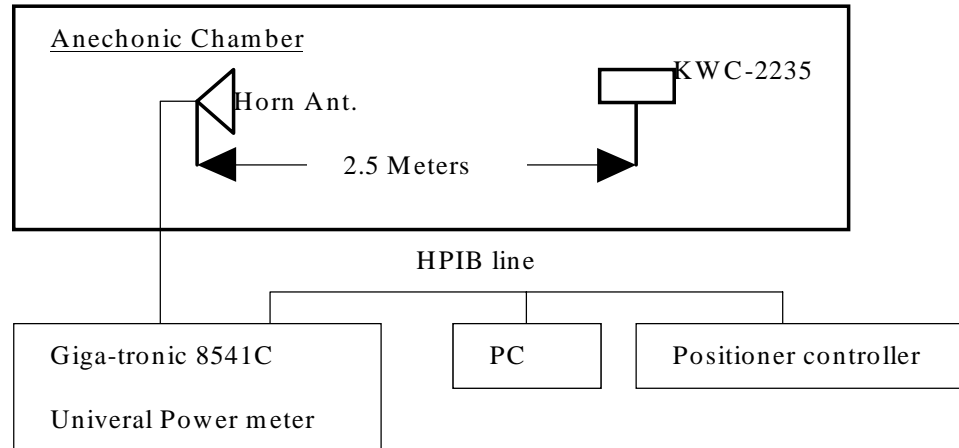 Anechonic Chamber
KWC-2235
Horn Ant.
2.5 Meters
HPIB line
Giga-tronic 8541C
Univeral Power meter
PC
Positioner controller